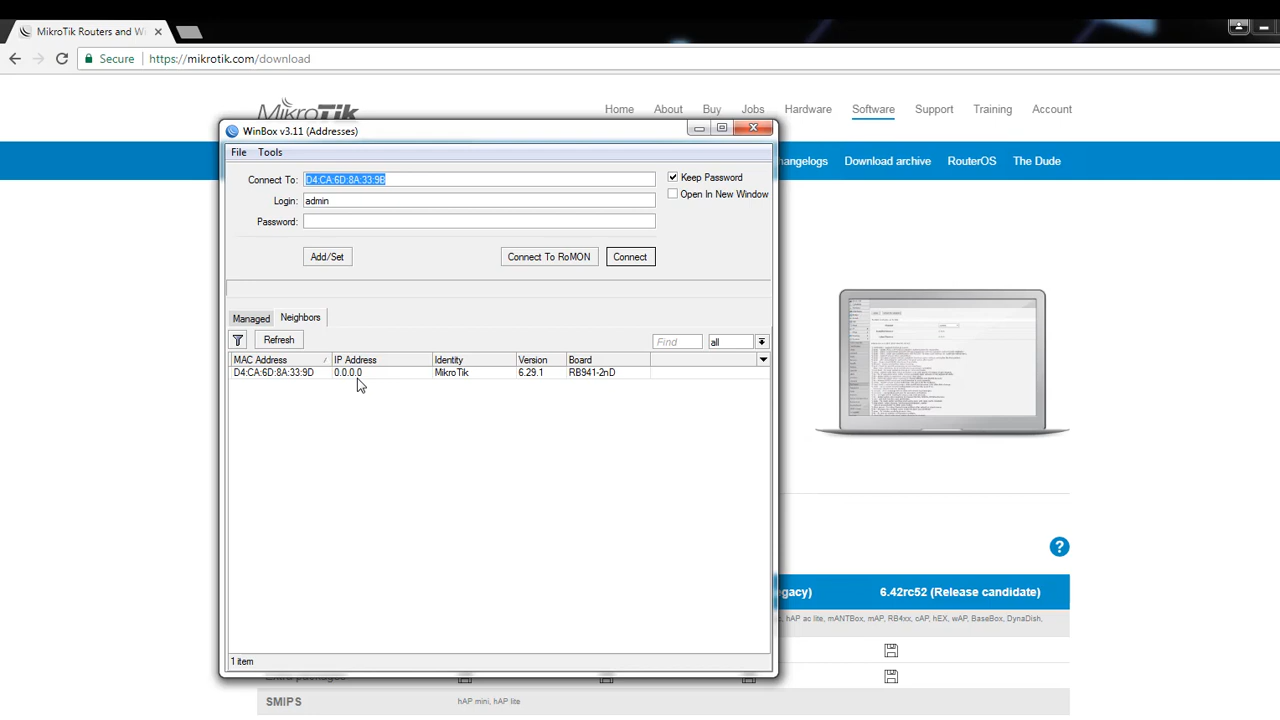 MikroTik Routers and W
Secure https://mikrotik.com/download
MikroTik
Home About Buy Jobs Hardware Software Support Training Account
hangelogs Download archive RouterOS The Dude
WinBox v3.11 (Addresses)
File Tools
Connect To: D4:CA:6D:8A:33:9B
Keep Password
Login: admin
Open In New Window
Password:
Add/Set Connect To RoMON Connect
Managed Neighbors
Refresh Find all
MAC Address IP Address Identity Version Board
D4:CA:6D:8A:33:9D 0.0.0.0 MikroTik 6.29.1 RB941-2nD
1 item
egacy) 6.42rc52 (Release candidate)
hAP ac lite, mANTBox, mAP, RB4xx, cAP, hEX, wAP, BaseBox, DynaDish,
Extra packages
SMIPS hAP mini, hAP lite
?